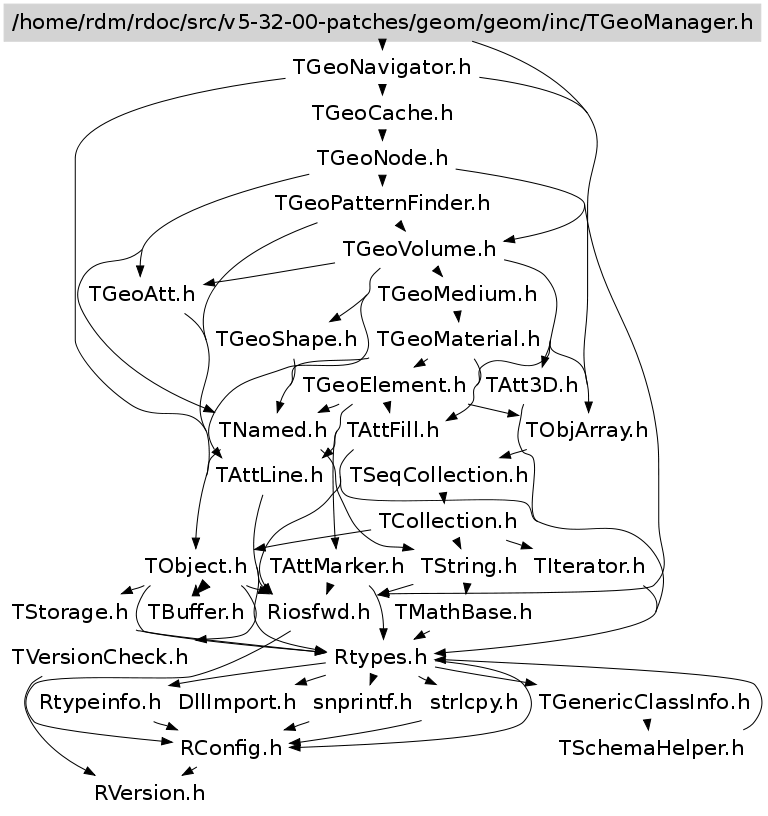 /home/rdm/rdoc/src/v5-32-00-patches/geom/geom/inc/TGeoManager.h
TGeoNavigator.h
TGeoCache.h
TGeoNode.h
TGeoPatternFinder.h
TGeoVolume.h
TGeoAtt.h
TGeoMedium.h
TGeoShape.h
TGeoMaterial.h
TGeoElement.h
TAtt3D.h
TNamed.h
TAttFill.h
TObjArray.h
TAttLine.h
TSeqCollection.h
TCollection.h
TObject.h
TAttMarker.h
TString.h
TIterator.h
TStorage.h
TBuffer.h
Riosfwd.h
TMathBase.h
TVersionCheck.h
Rtypes.h
Rtypeinfo.h
DllImport.h
snprintf.h
strlcpy.h
TGenericClassInfo.h
RConfig.h
TSchemaHelper.h
RVersion.h